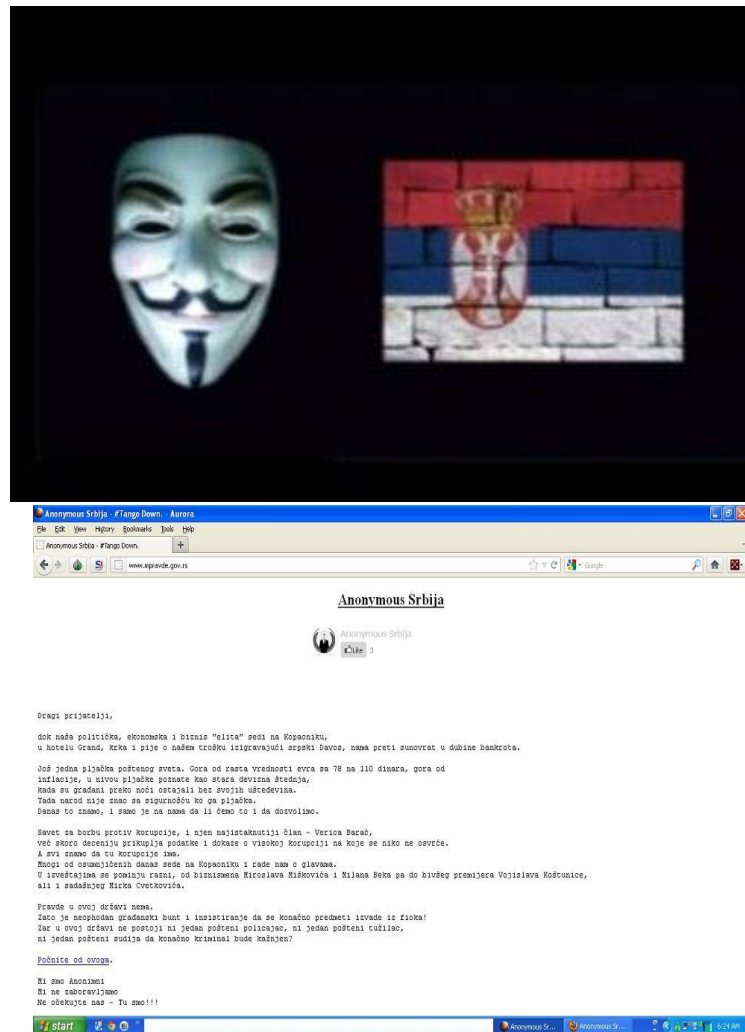 Anonymous Srbija - #Tango Down. - Aurora
File Edit View History Bookmarks Tools Help
Anonymous Srbija - #Tango Down.
www.mpravde.gov.rs
Google
Anonymous Srbija
Anonymous Srbija
Like 3
Dragi prijatelji,
dok naša politička, ekonomska i biznis "elita" sedi na Kopaoniku,
u hotelu Grand, krka i pije o našem trošku izigravajući srpski Davos, nama preti sunovrat u dubine bankrota.
Još jedna pljačka poštenog sveta. Gora od rasta vrednosti evra sa 78 na 110 dinara, gora od
inflacije, u nivou pljačke poznate kao stara devizna štednja,
kada su građani preko noći ostajali bez svojih ušteđevina.
Tada narod nije znao sa sigurnošću ko ga pljačka.
Danas to znamo, i samo je na nama da li ćemo to i da dozvolimo.
Savet za borbu protiv korupcije, i njen najistaknutiji član - Verica Barać,
već skoro deceniju prikuplja podatke i dokaze o visokoj korupciji na koje se niko ne osvrće.
A svi znamo da tu korupcije ima.
Mnogi od osumnjičenih danas sede na Kopaoniku i rade nam o glavama.
U izveštajima se pominju razni, od biznismena Miroslava Miškovića i Milana Beka pa do bivšeg premijera Vojislava Koštunice,
ali i sadašnjeg Mirka Cvetkovića.
Pravde u ovoj državi nema.
Zato je neophodan građanski bunt i insistiranje da se konačno predmeti izvade iz fioka!
Zar u ovoj državi ne postoji ni jedan pošteni policajac, ni jedan pošteni tužilac,
ni jedan pošteni sudija da konačno kriminal bude kažnjen?
Počnite od ovoga.
Mi smo Anonimni
Mi ne zaboravljamo
Ne očekujte nas - Tu smo!!!
start
Anonymous Sr...
Anonymous Sr...
6:24 AM